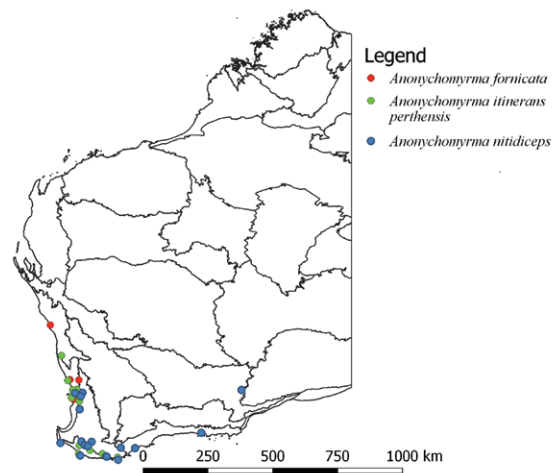 Legend
Anonychomyrma fornicata
Anonychomyrma itinerans
perthensis
Anonychomyrma nitidiceps
0 250 500 750 1000 km